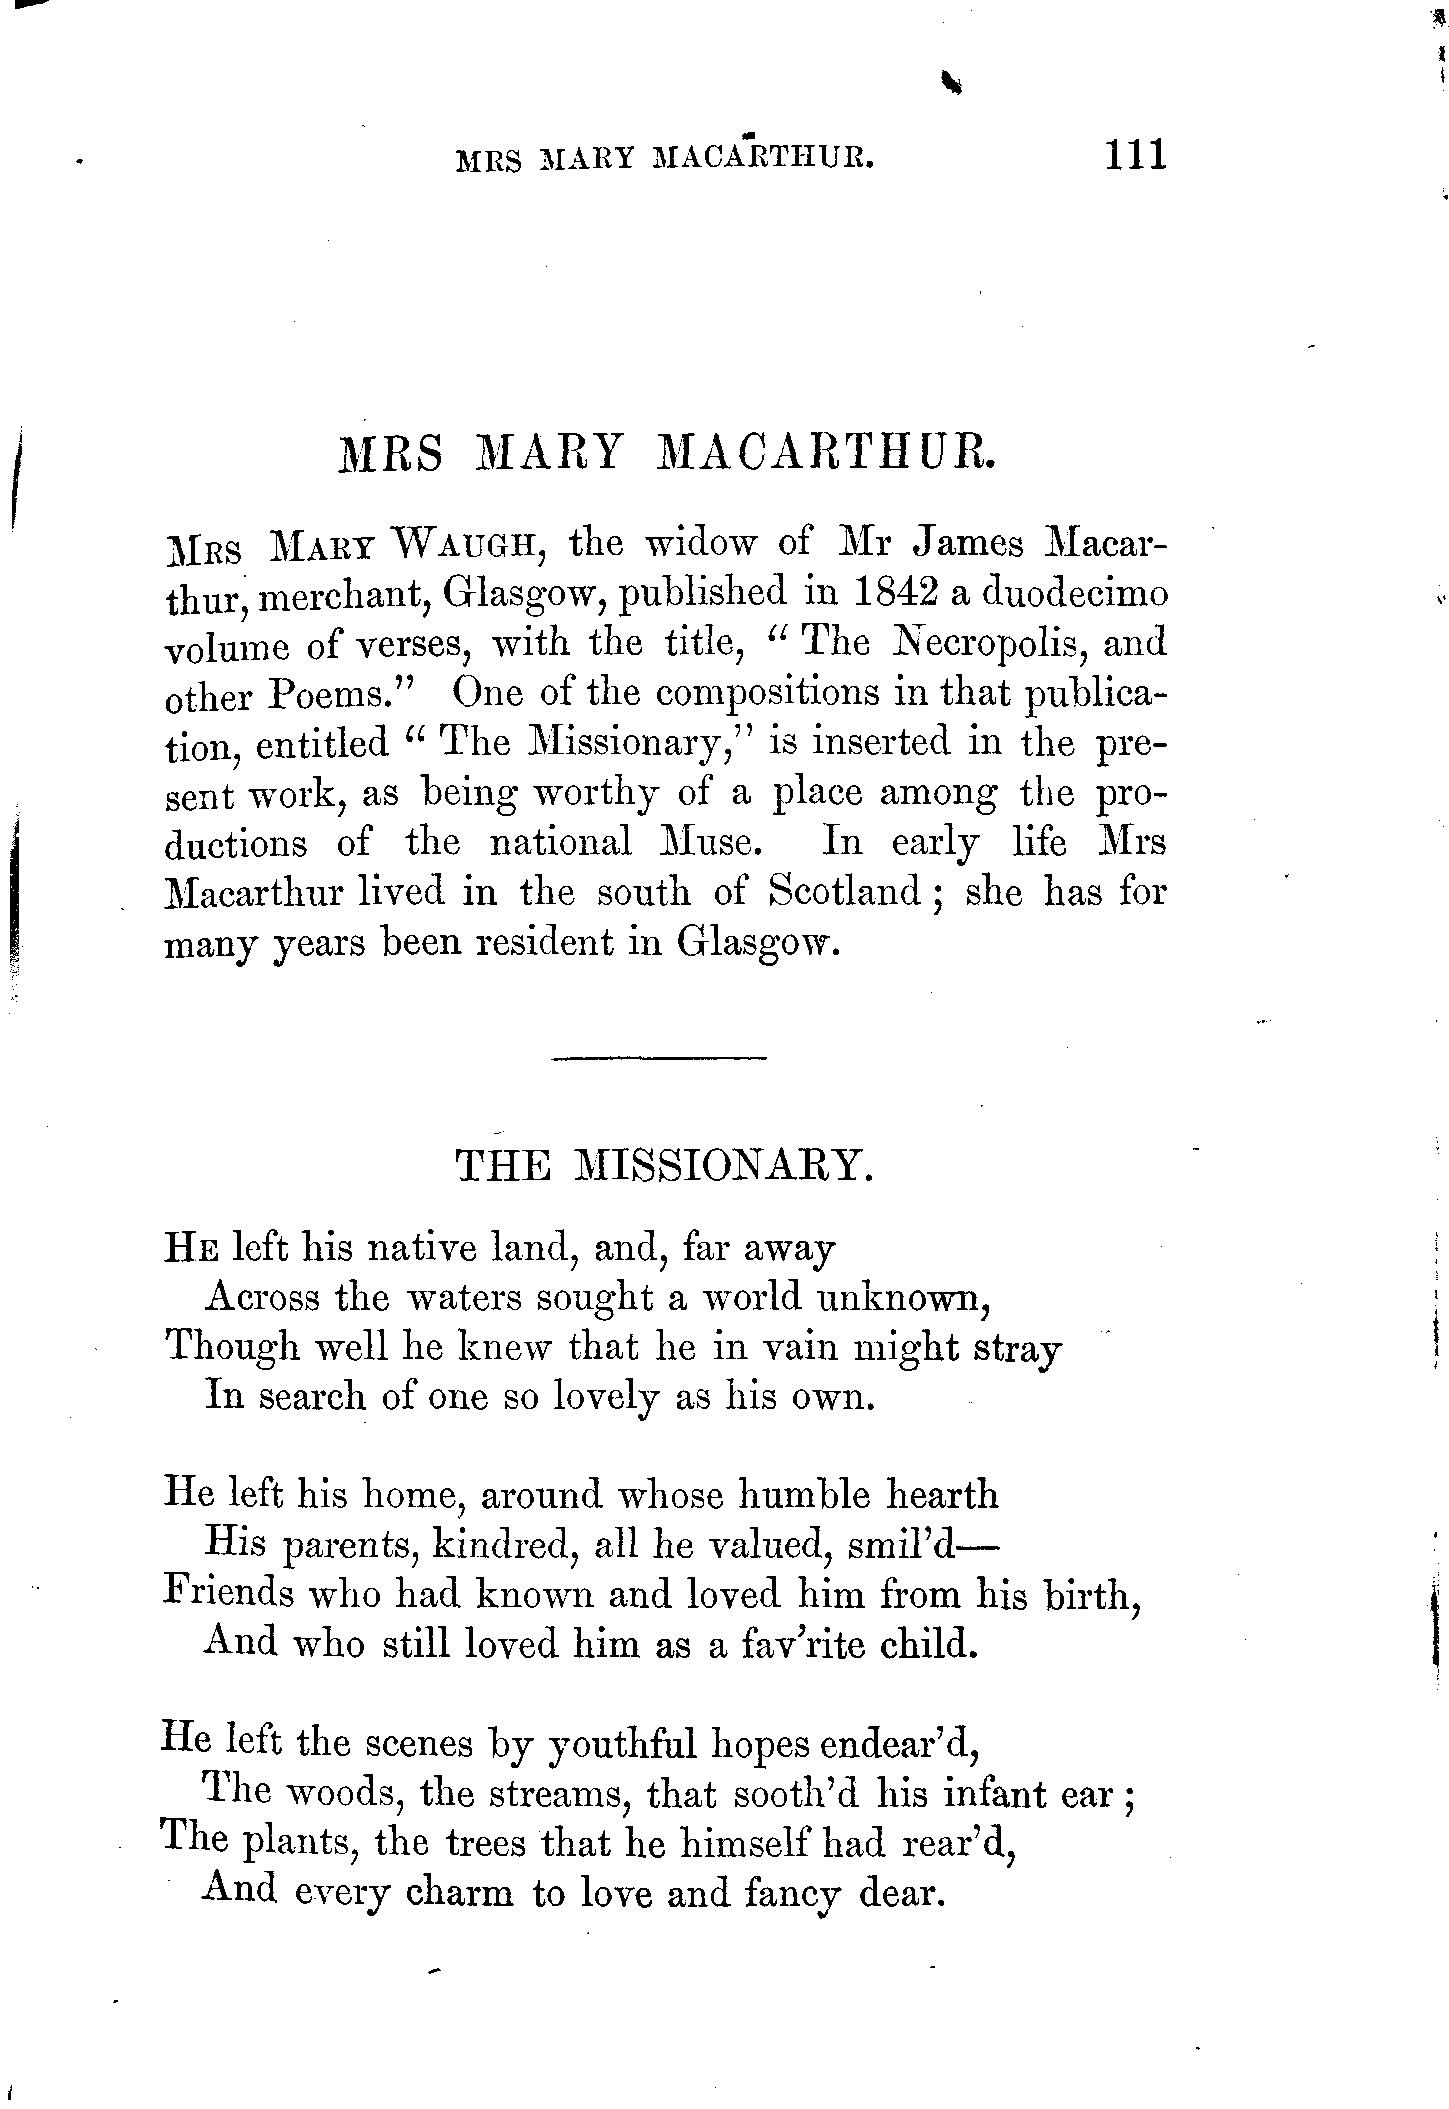 MRS MARY MACARTHUR. 111
MRS MARY MACARTHUR.
MRS MARY WAUGH, the widow of Mr James Macar-
thur, merchant, Glasgow, published in 1842 a duodecimo
volume of verses, with the title, “ The Necropolis, and
other Poems.” One of the compositions in that publica-
tion, entitled “ The Missionary,” is inserted in the pre-
sent work, as being worthy of a place among the pro-
ductions of the national Muse. In early life Mrs
Macarthur lived in the south of Scotland ; she has for
many years been resident in Glasgow.
THE MISSIONARY.
HE left his native land, and, far away
Across the waters sought a world unknown,
Though well he knew that he in vain might stray
In search of one so lovely as his own.
He left his home, around whose humble hearth
His parents, kindred, all he valued, smil’d—
Friends who had known and loved him from his birth,
And who still loved him as a fav’rite child.
He left the scenes by youthful hopes endear’d,
The woods, the streams, that sooth’d his infant ear ;
The plants, the trees that he himself had rear’d,
And every charm to love and fancy dear.